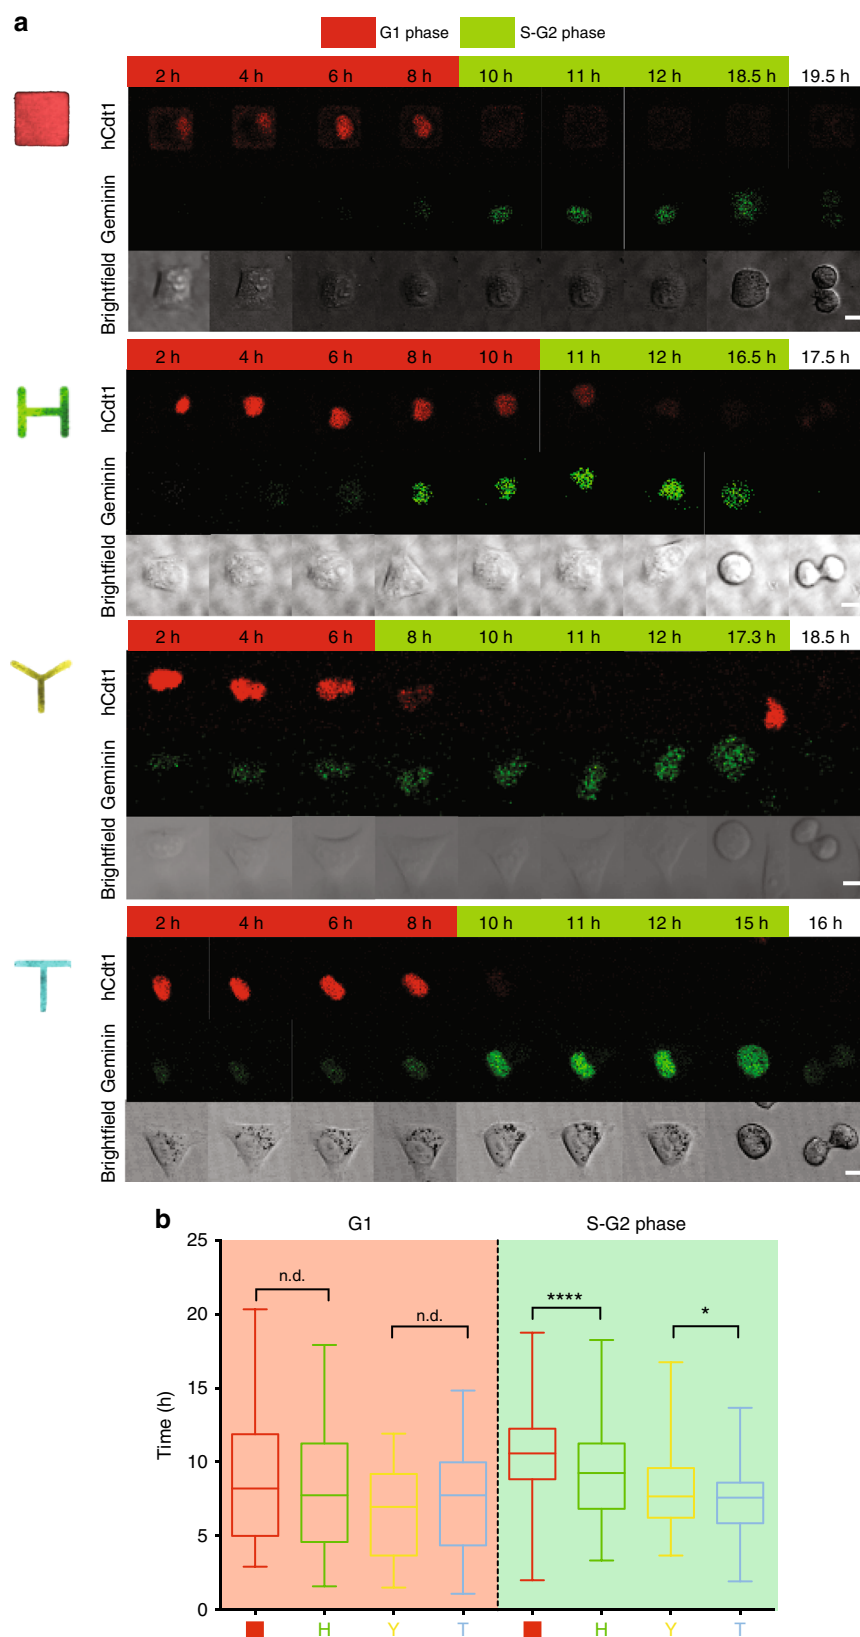 a
G1 phase
S-G2 phase
2 h 4 h 6 h 8 h 10 h 11 h 12 h 18.5 h 19.5 h
hCdt1
Geminin
Brightfield
2 h 4 h 6 h 8 h 10 h 11 h 12 h 16.5 h 17.5 h
H
hCdt1
Geminin
Brightfield
2 h 4 h 6 h 8 h 10 h 11 h 12 h 17.3 h 18.5 h
Y
hCdt1
Geminin
Brightfield
2 h 4 h 6 h 8 h 10 h 11 h 12 h 15 h 16 h
T
hCdt1
Geminin
Brightfield
b
G1 S-G2 phase
25
20
15
10
5
0
Time (h)
n.d.
n.d.
****
*
H Y T H Y T